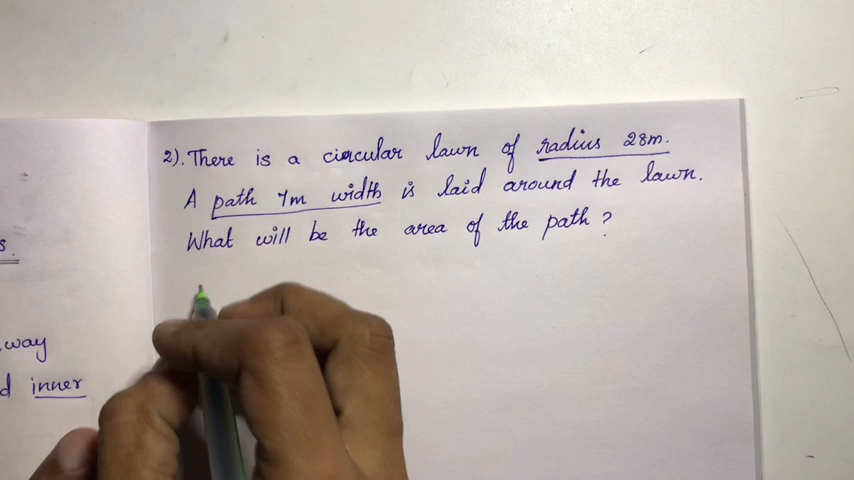 2). There is a circular lawn of radius 28m.
A path 7m width is laid around the lawn.
What will be the area of the path?
s.
way
inner